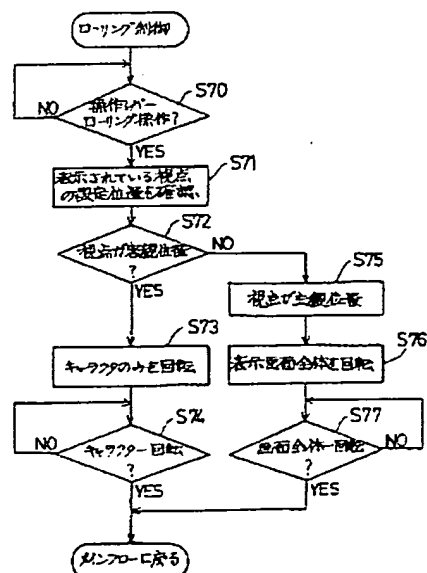 ローリング制御
S70
操作レバー
ローリング操作?
NO
YES
S71
表示されている視点
の設定位置を確認
S72
視点が客観位置
?
NO
YES
S75
視点が主観位置
S73
キャラクタのみを回転
S76
表示画面全体を回転
S74
キャラクター回転
?
NO
YES
S77
画面全体一回転
?
NO
YES
メインフローに戻る